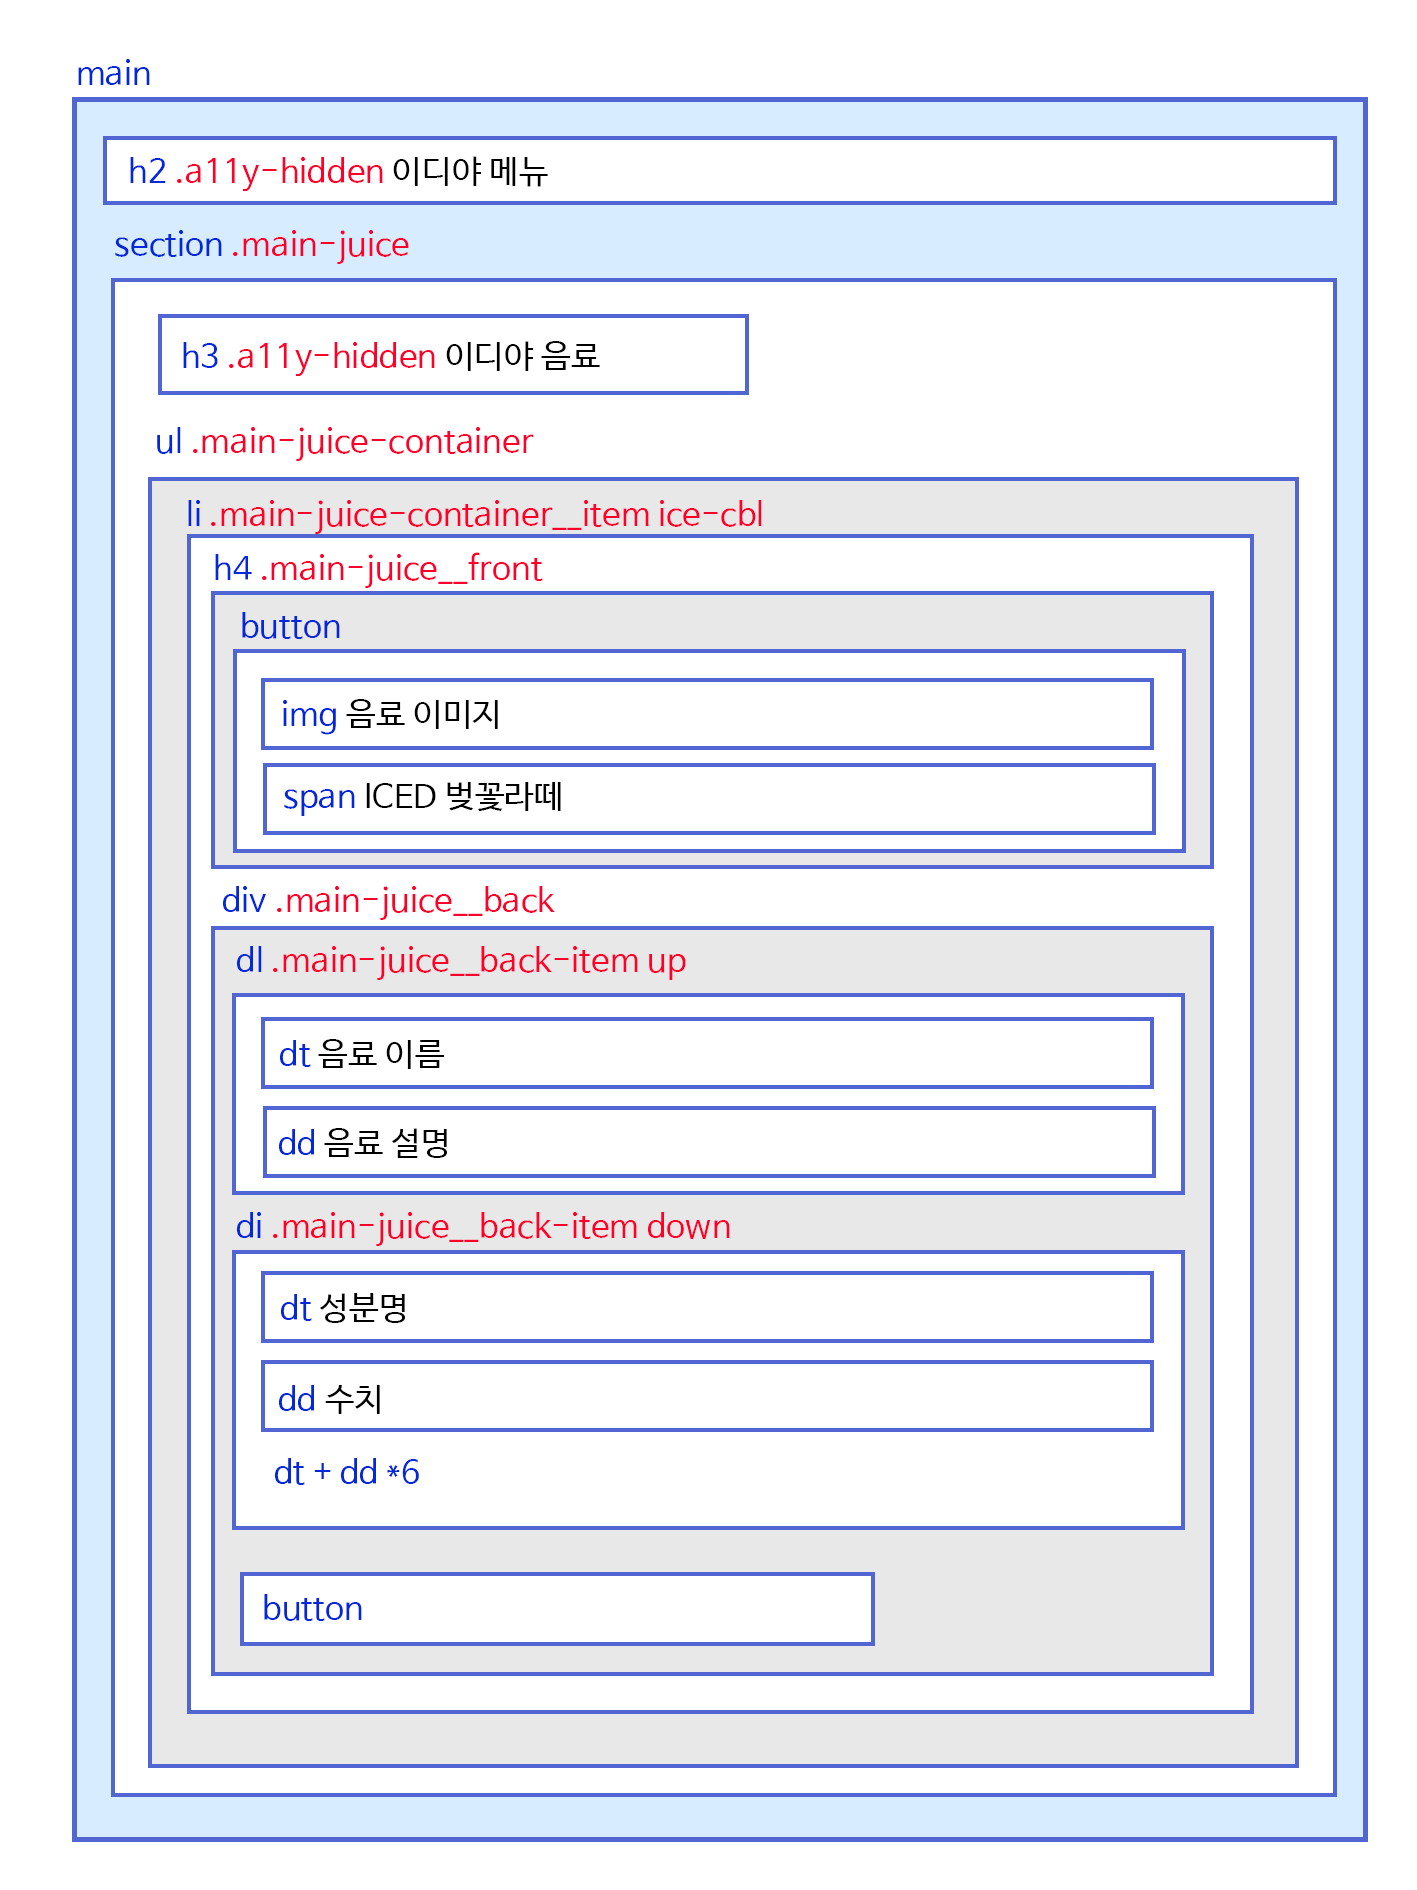 main
h2 .a11y-hidden 이디야 메뉴
section .main-juice
h3 .a11y-hidden 이디야 음료
ul .main-juice-container
li .main-juice-container__item ice-cbl
h4 .main-juice__front
button
img 음료 이미지
span ICED 벚꽃라떼
div .main-juice__back
dl .main-juice__back-item up
dt 음료 이름
dd 음료 설명
di .main-juice__back-item down
dt 성분명
dd 수치
dt + dd *6
button